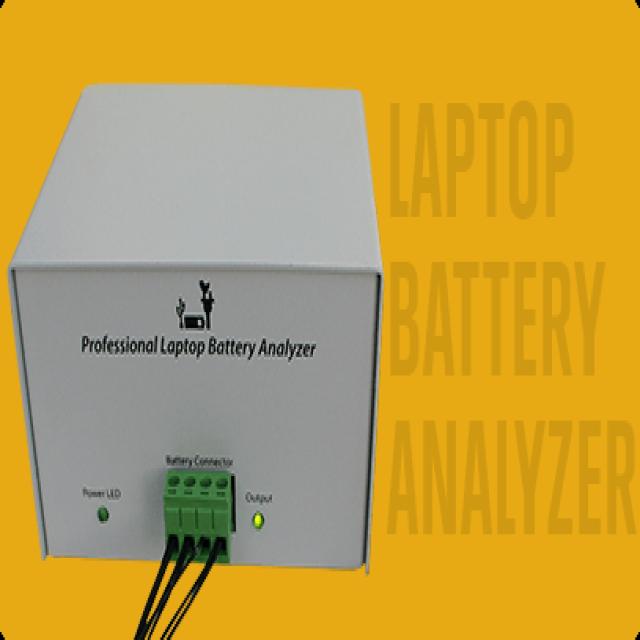 LAPTOP
BATTERY
ANALYZER
Professional Laptop Battery Analyzer
Battery Connector
Power LED
Output